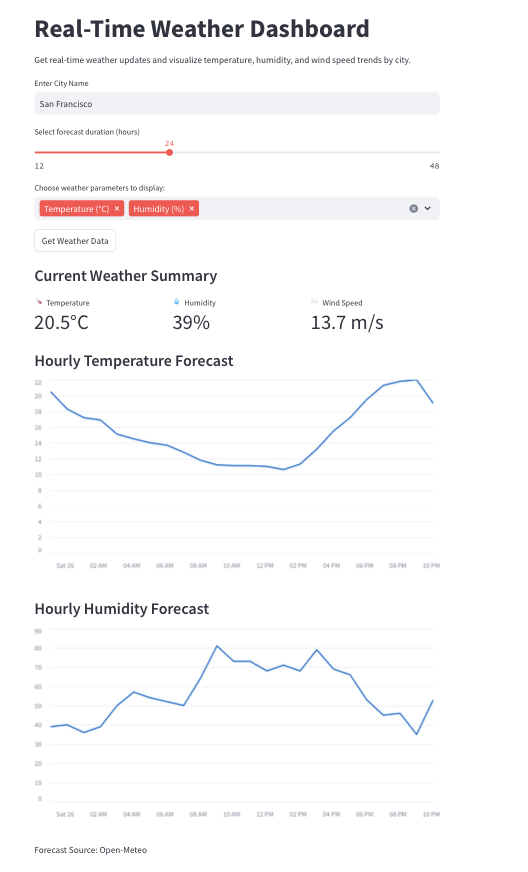 Real-Time Weather Dashboard
Get real-time weather updates and visualize temperature, humidity, and wind speed trends by city.
Enter City Name
San Francisco
Select forecast duration (hours)
24
12 48
Choose weather parameters to display:
Temperature (°C) × Humidity (%) ×
Get Weather Data
Current Weather Summary
Temperature Humidity Wind Speed
20.5°C 39% 13.7 m/s
Hourly Temperature Forecast
22
20
18
16
14
12
10
8
6
4
2
0
Sat 26 02 AM 04 AM 06 AM 08 AM 10 AM 12 PM 02 PM 04 PM 06 PM 08 PM 10 PM
Hourly Humidity Forecast
90
80
70
60
50
40
30
20
10
0
Sat 26 02 AM 04 AM 06 AM 08 AM 10 AM 12 PM 02 PM 04 PM 06 PM 08 PM 10 PM
Forecast Source: Open-Meteo